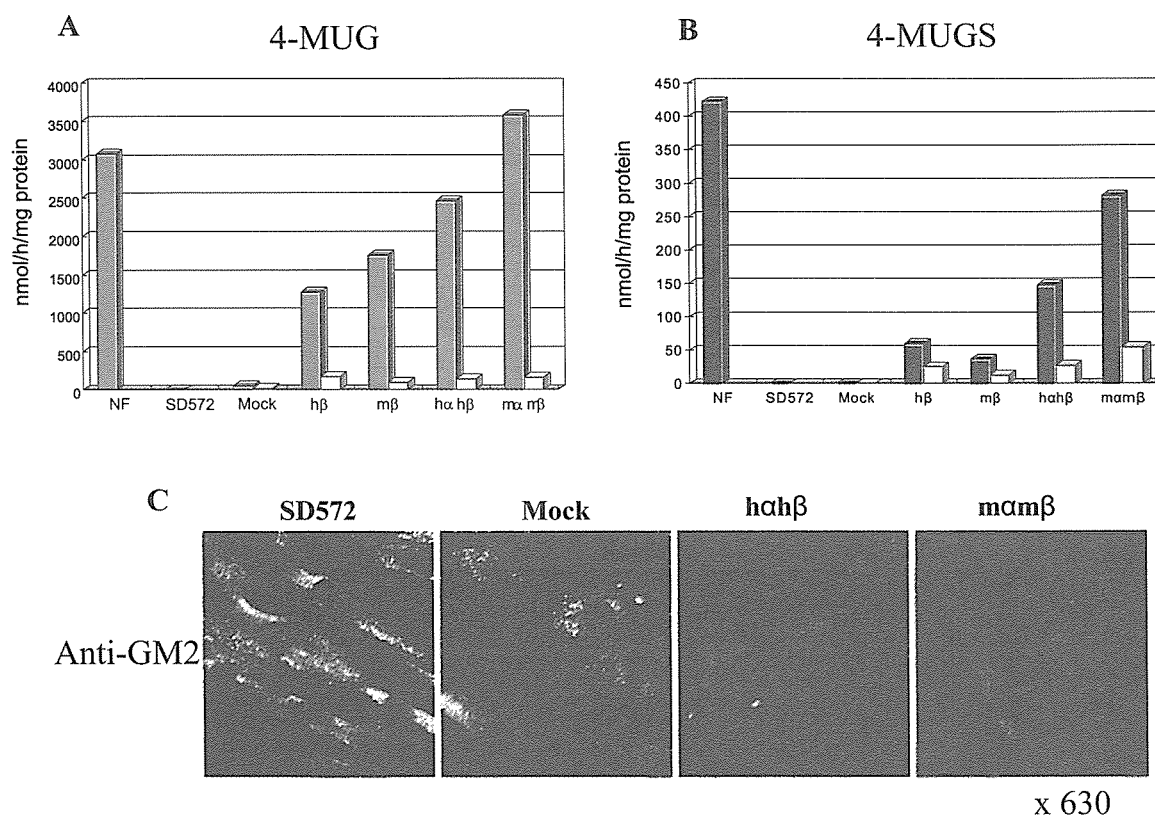 A
4-MUG
nmol/h/mg protein
4000
3500
3000
2500
2000
1500
1000
500
0
NF SD572 Mock hβ mβ hα hβ mα mβ
B
4-MUGS
nmol/h/mg protein
450
400
350
300
250
200
150
100
50
0
NF SD572 Mock hβ mβ hαhβ mαmβ
C
SD572 Mock hαhβ mαmβ
Anti-GM2
x 630